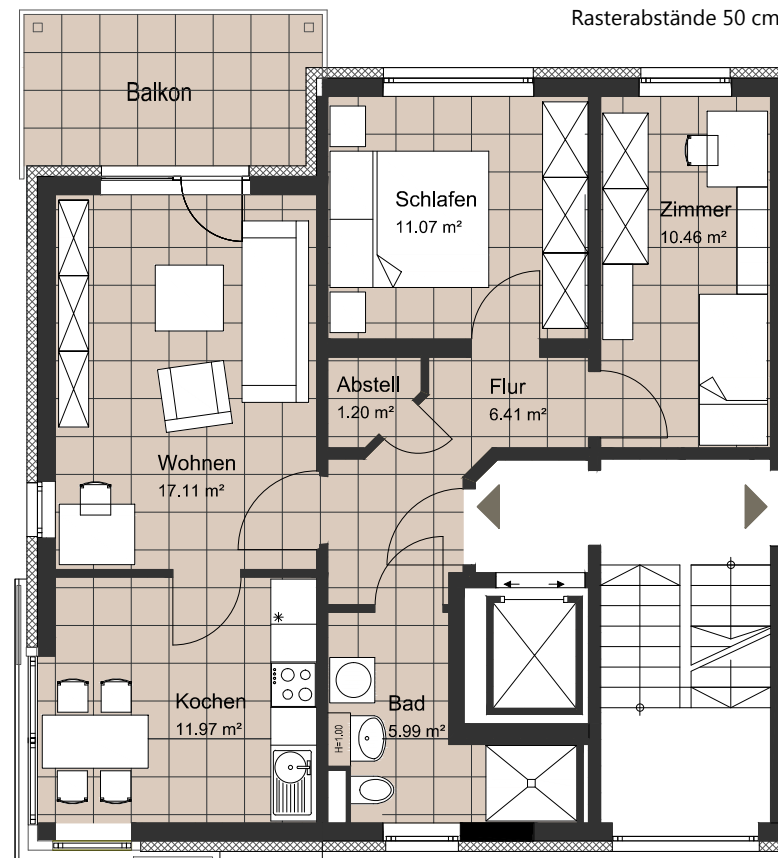 Rasterabstände 50 cm
Balkon
Schlafen
11.07 m²
Zimmer
10.46 m²
Abstell
1.20 m²
Flur
6.41 m²
Wohnen
17.11 m²
Kochen
11.97 m²
Bad
5.99 m²
H=1,00